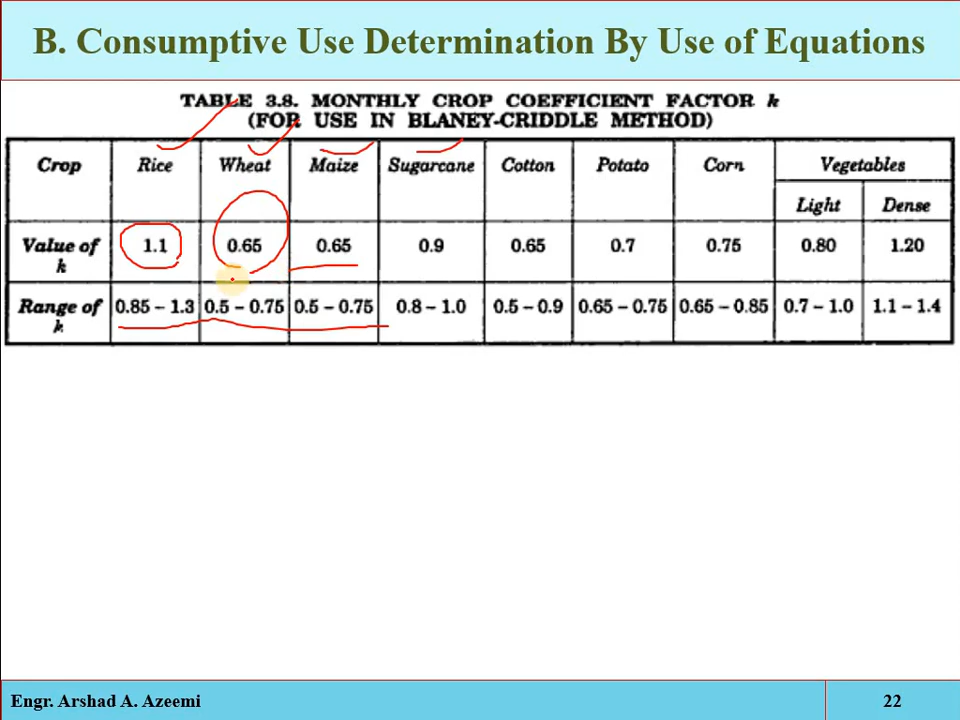 B. Consumptive Use Determination By Use of Equations
TABLE 3.8. MONTHLY CROP COEFFICIENT FACTOR k
(FOR USE IN BLANEY-CRIDDLE METHOD)
Crop Rice Wheat Maize Sugarcane Cotton Potato Corn Vegetables
Light Dense
Value of k 1.1 0.65 0.65 0.9 0.65 0.7 0.75 0.80 1.20
Range of k 0.85 – 1.3 0.5 – 0.75 0.5 – 0.75 0.8 – 1.0 0.5 – 0.9 0.65 – 0.75 0.65 – 0.85 0.7 – 1.0 1.1 – 1.4
Engr. Arshad A. Azeemi 22